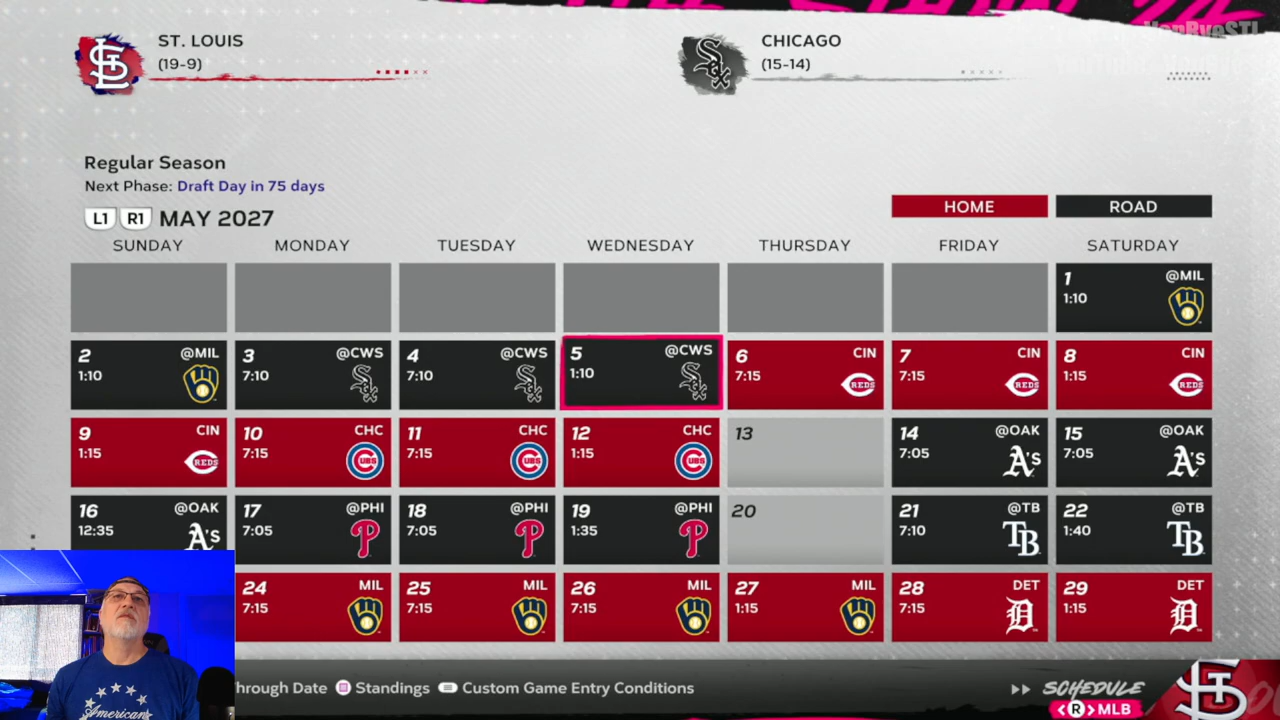 VanRyeSTL
ST. LOUIS
(19-9)
CHICAGO
(15-14)
Regular Season
Next Phase: Draft Day in 75 days
L1 R1 MAY 2027
HOME ROAD
SUNDAY MONDAY TUESDAY WEDNESDAY THURSDAY FRIDAY SATURDAY
1 @MIL
1:10
2 @MIL 3 @CWS 4 @CWS 5 @CWS 6 CIN 7 CIN 8 CIN
1:10 7:10 7:10 1:10 7:15 7:15 1:15
9 CIN 10 CHC 11 CHC 12 CHC 13 14 @OAK 15 @OAK
1:15 7:15 7:15 1:15 7:05 7:05
16 @OAK 17 @PHI 18 @PHI 19 @PHI 20 21 @TB 22 @TB
12:35 7:05 7:05 1:35 7:10 1:40
24 MIL 25 MIL 26 MIL 27 MIL 28 DET 29 DET
7:15 7:15 7:15 1:15 7:15 1:15
hrough Date Standings Custom Game Entry Conditions
SCHEDULE
R MLB
American